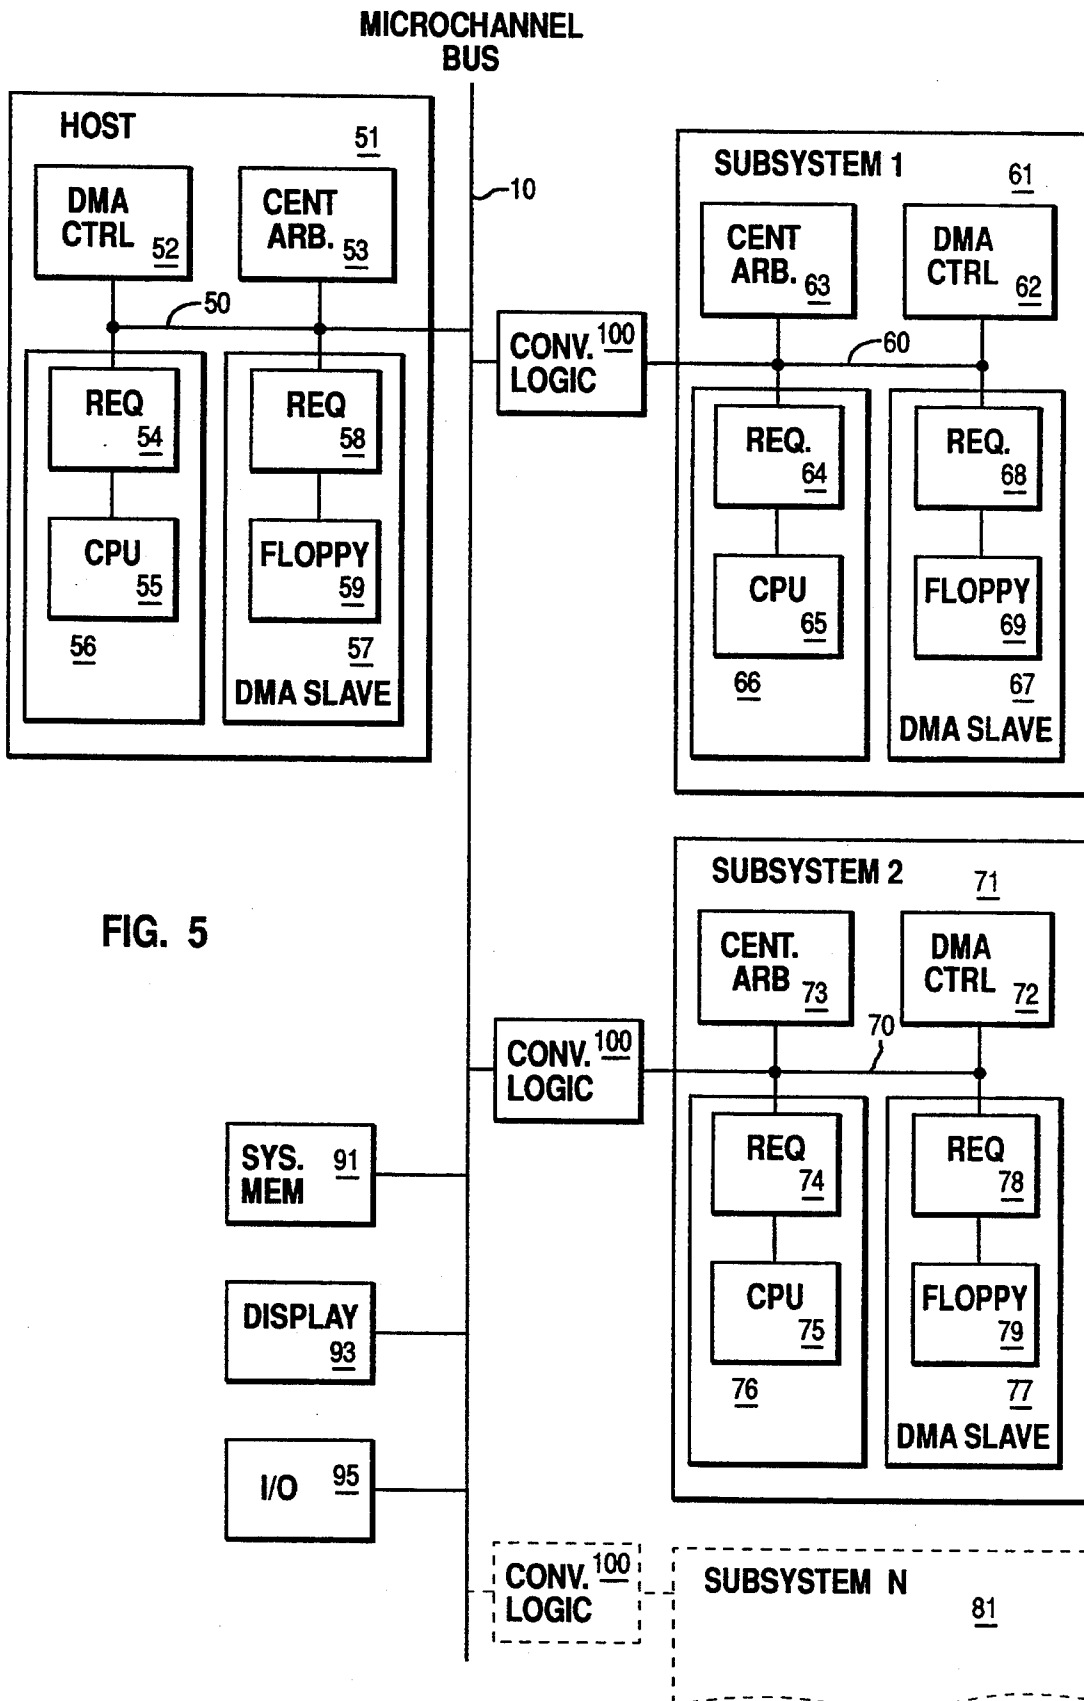 MICROCHANNEL
BUS
10
HOST
51
DMA
CTRL 52
CENT
ARB. 53
50
REQ
54
CPU
55
56
REQ
58
FLOPPY
59
57
DMA SLAVE
CONV. 100
LOGIC
SUBSYSTEM 1
61
CENT
ARB. 63
DMA
CTRL 62
60
REQ.
64
CPU
65
66
REQ.
68
FLOPPY
69
67
DMA SLAVE
FIG. 5
CONV. 100
LOGIC
SUBSYSTEM 2
71
CENT.
ARB 73
DMA
CTRL 72
70
REQ
74
CPU
75
76
REQ
78
FLOPPY
79
77
DMA SLAVE
SYS. 91
MEM
DISPLAY
93
I/O 95
CONV. 100
LOGIC
SUBSYSTEM N
81